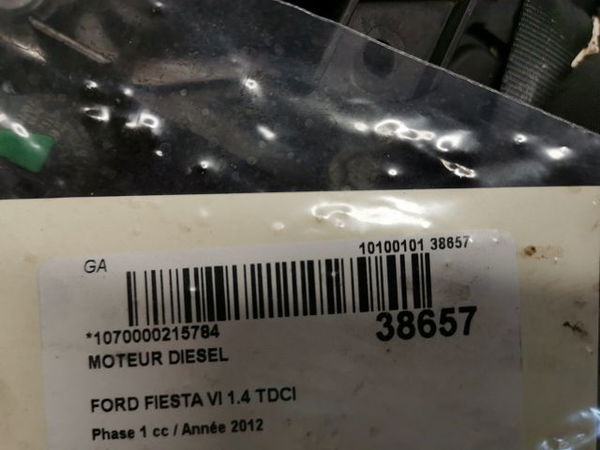 GA
10100101 38657
*1070000215784
38657
MOTEUR DIESEL
FORD FIESTA VI 1.4 TDCI
Phase 1 cc / Année 2012